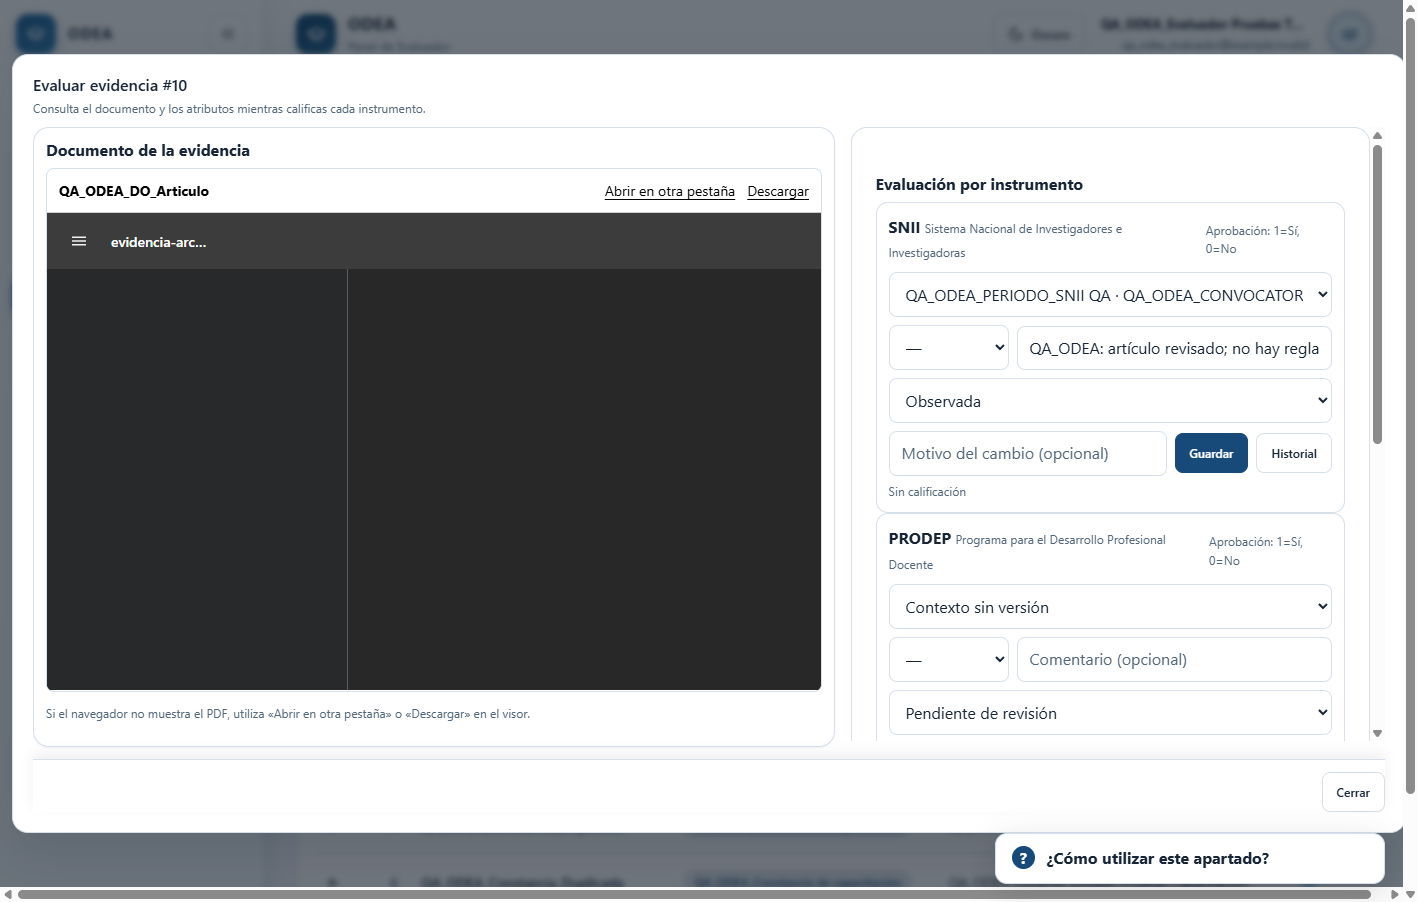 ODEA
ODEA
Evaluar evidencia #10
Consulta el documento y los atributos mientras calificas cada instrumento.
Documento de la evidencia
QA_ODEA_DO_Articulo
Abrir en otra pestaña
Descargar
evidencia-arc...
Si el navegador no muestra el PDF, utiliza «Abrir en otra pestaña» o «Descargar» en el visor.
Evaluación por instrumento
SNII Sistema Nacional de Investigadores e
Investigadoras
Aprobación: 1=Sí,
0=No
QA_ODEA_PERIODO_SNII QA · QA_ODEA_CONVOCATOR
—
QA_ODEA: artículo revisado; no hay regla
Observada
Motivo del cambio (opcional)
Guardar
Historial
Sin calificación
PRODEP Programa para el Desarrollo Profesional
Docente
Aprobación: 1=Sí,
0=No
Contexto sin versión
—
Comentario (opcional)
Pendiente de revisión
Cerrar
? ¿Cómo utilizar este apartado?